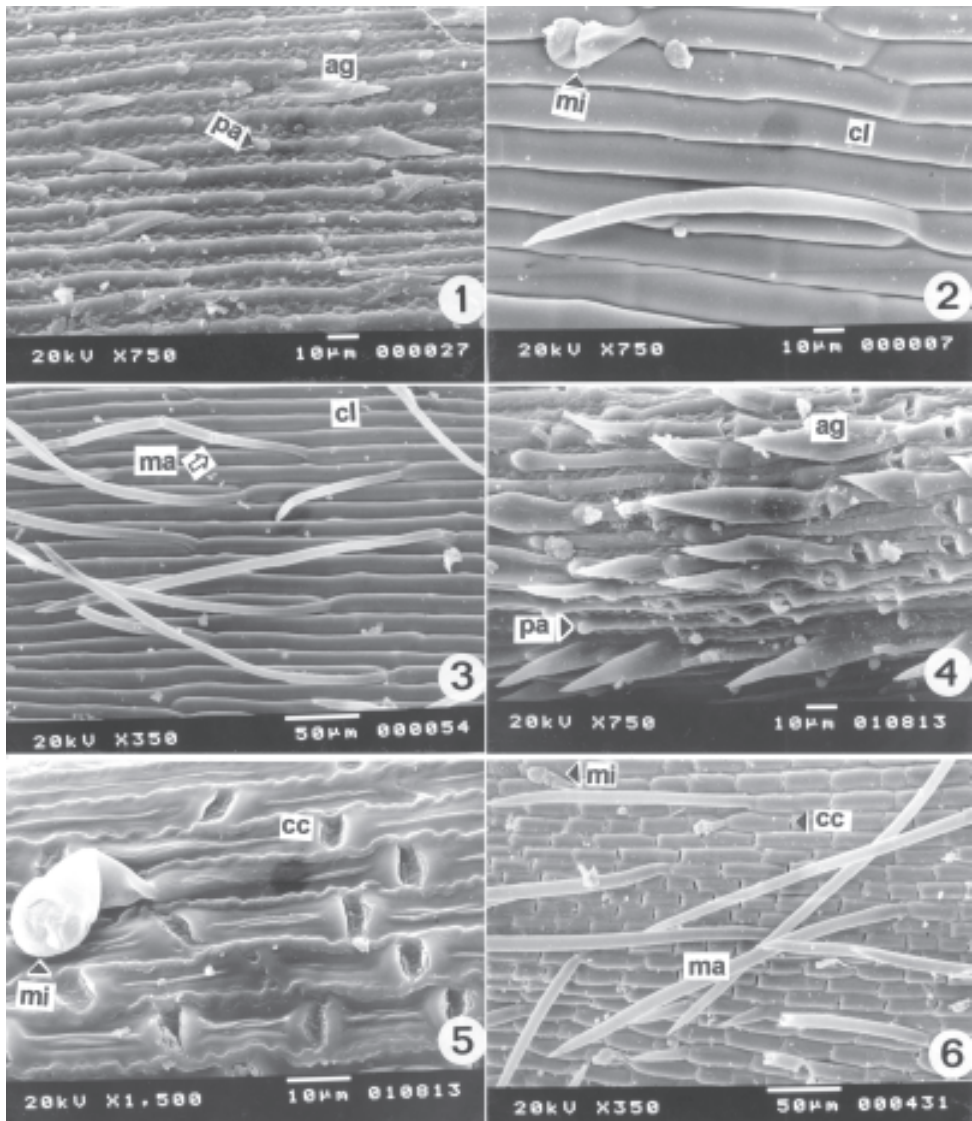 ag
pa
1
20kV X750 10µm 000027
mi
cl
2
20kV X750 10µm 000007
cl
ma
3
20kV X350 50µm 000054
ag
pa
4
20kV X750 10µm 010813
cc
mi
5
20kV X1,500 10µm 010813
mi
cc
ma
6
20kV X350 50µm 000431